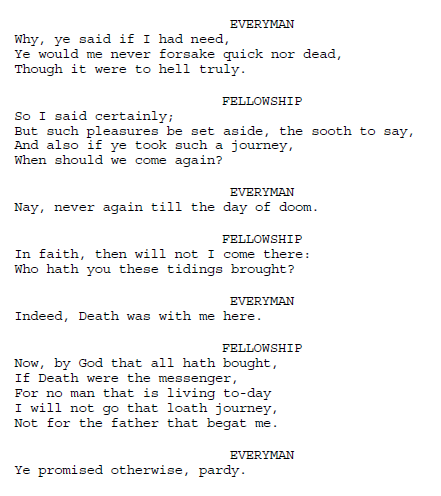 EVERYMAN
Why, ye said if I had need,
Ye would me never forsake quick nor dead,
Though it were to hell truly.
FELLOWSHIP
So I said certainly;
But such pleasures be set aside, the sooth to say,
And also if ye took such a journey,
When should we come again?
EVERYMAN
Nay, never again till the day of doom.
FELLOWSHIP
In faith, then will not I come there:
Who hath you these tidings brought?
EVERYMAN
Indeed, Death was with me here.
FELLOWSHIP
Now, by God that all hath bought,
If Death were the messenger,
For no man that is living to-day
I will not go that loath journey,
Not for the father that begat me.
EVERYMAN
Ye promised otherwise, pardy.